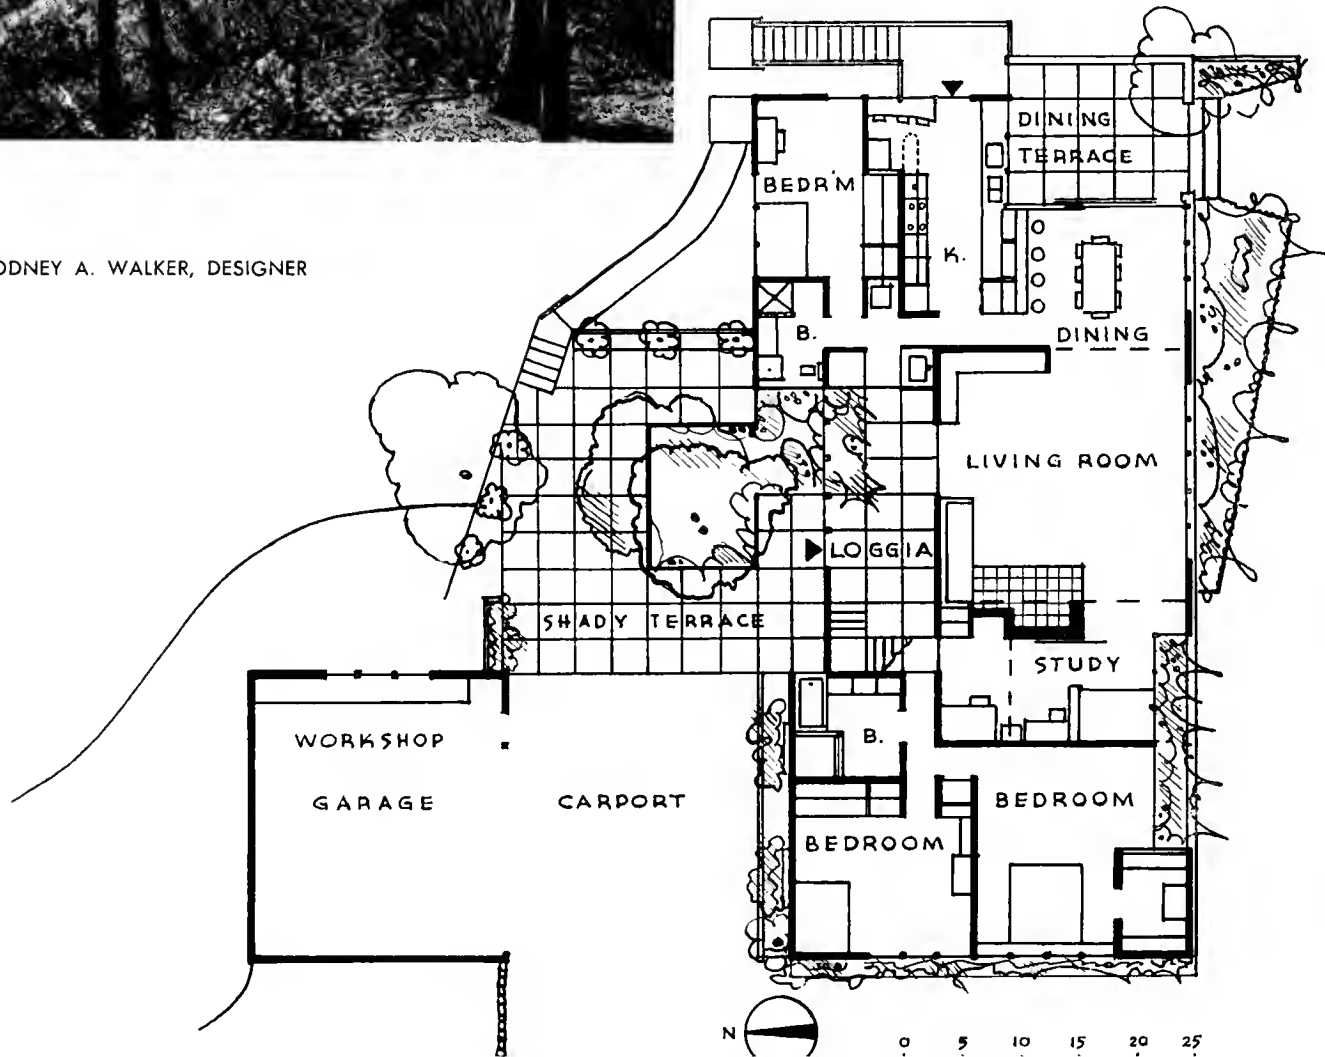 DINING
TERRACE
BEDR'M
ODNEY A. WALKER, DESIGNER
K.
B.
DINING
LIVING ROOM
LOGGIA
SHADY TERRACE
STUDY
WORKSHOP
B.
GARAGE
CARPORT
BEDROOM
BEDROOM
N
0 5 10 15 20 25